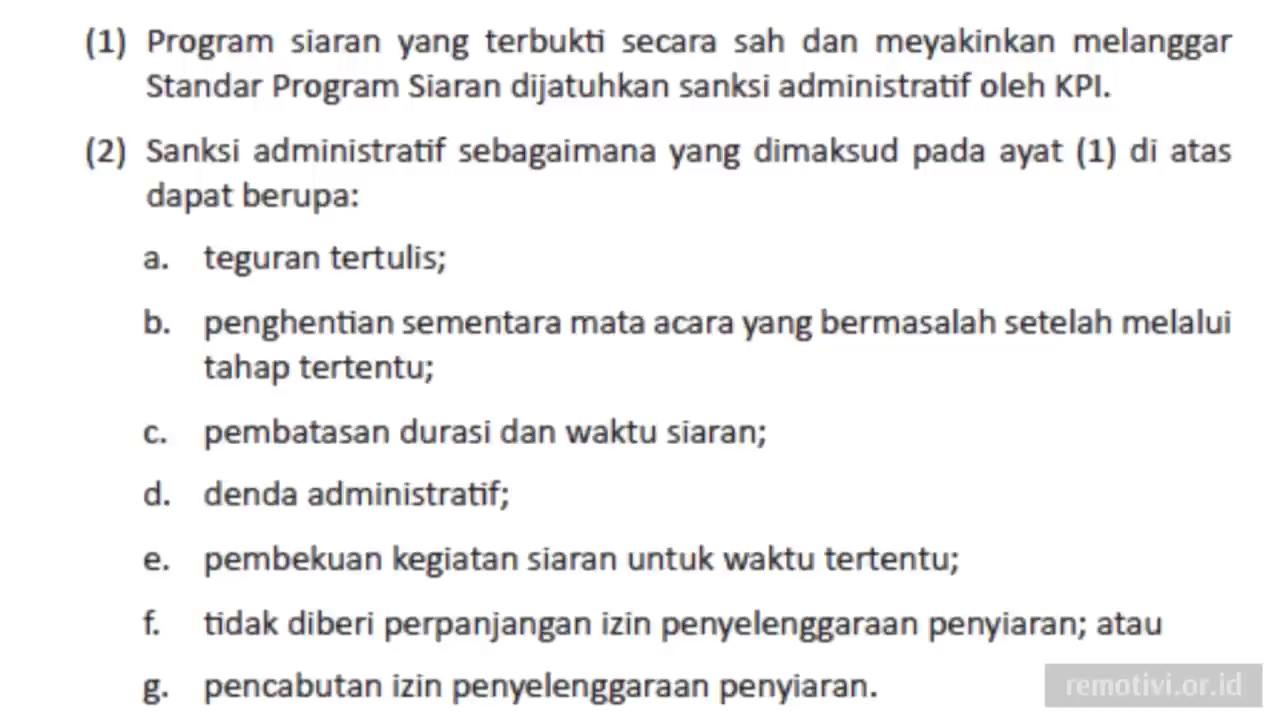 (1) Program siaran yang terbukti secara sah dan meyakinkan melanggar
Standar Program Siaran dijatuhkan sanksi administratif oleh KPI.
(2) Sanksi administratif sebagaimana yang dimaksud pada ayat (1) di atas
dapat berupa:
a. teguran tertulis;
b. penghentian sementara mata acara yang bermasalah setelah melalui
tahap tertentu;
c. pembatasan durasi dan waktu siaran;
d. denda administratif;
e. pembekuan kegiatan siaran untuk waktu tertentu;
f. tidak diberi perpanjangan izin penyelenggaraan penyiaran; atau
g. pencabutan izin penyelenggaraan penyiaran.
remotivi.or.id